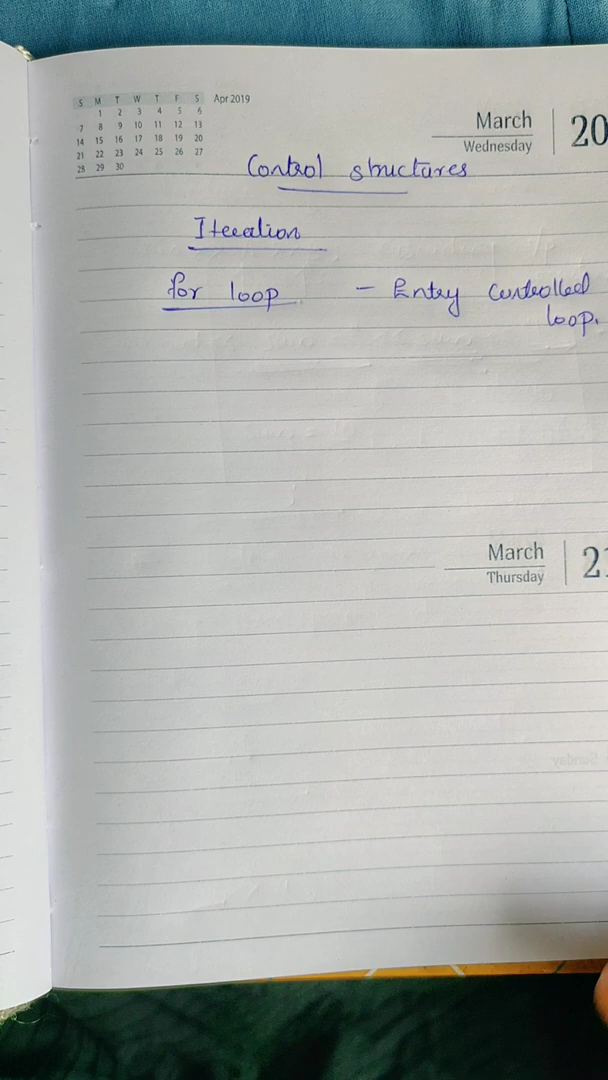 S M T W T F S Apr 2019
1 2 3 4 5 6
7 8 9 10 11 12 13
14 15 16 17 18 19 20
21 22 23 24 25 26 27
28 29 30
March
Wednesday
20
Control structures
Iteration
for loop - Entry controlled
loop.
March
Thursday
21